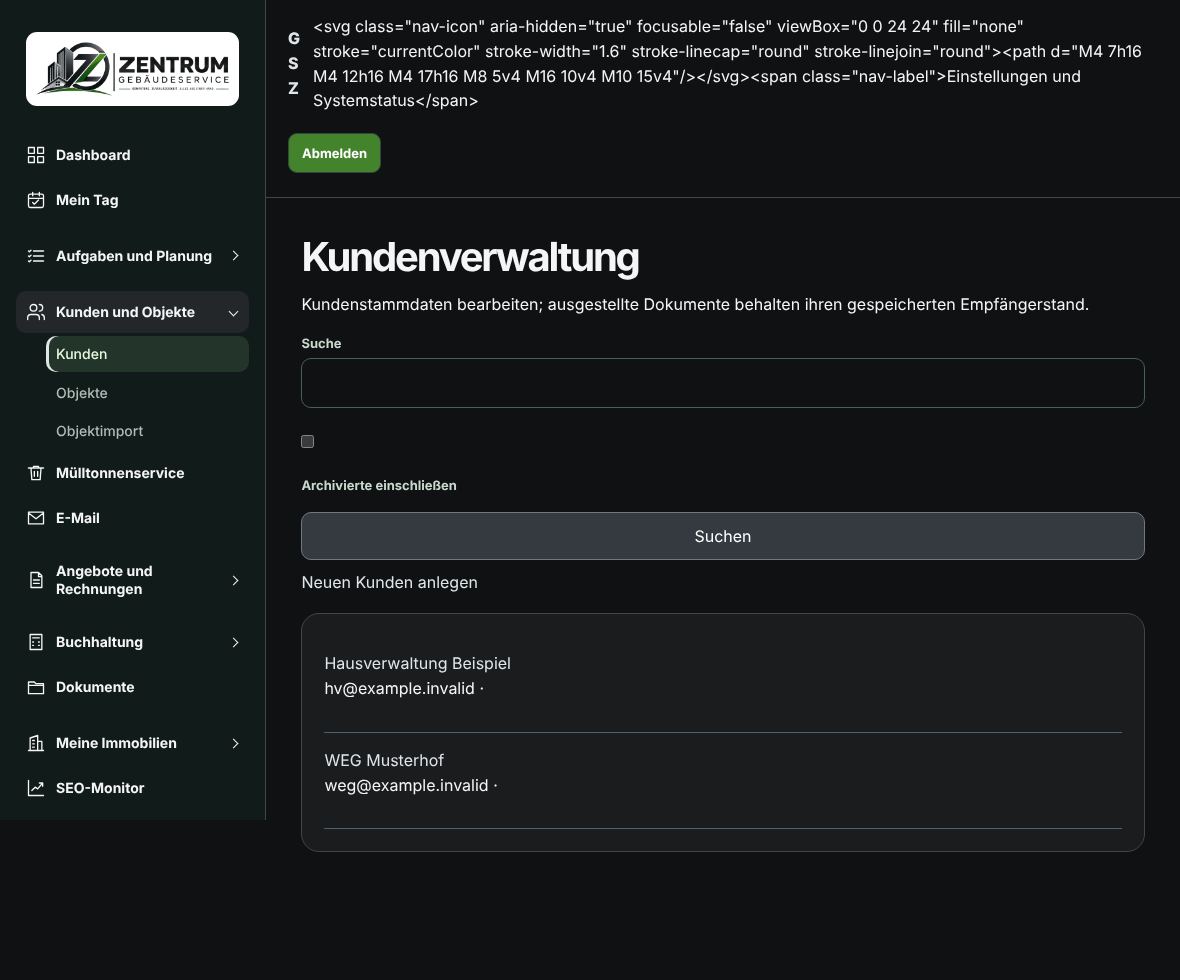 ZENTRUM
GEBÄUDESERVICE
Dashboard
Mein Tag
Aufgaben und Planung
Kunden und Objekte
Kunden
Objekte
Objektimport
Mülltonnenservice
E-Mail
Angebote und
Rechnungen
Buchhaltung
Dokumente
Meine Immobilien
SEO-Monitor
G
S
Z
<svg class="nav-icon" aria-hidden="true" focusable="false" viewBox="0 0 24 24" fill="none"
stroke="currentColor" stroke-width="1.6" stroke-linecap="round" stroke-linejoin="round"><path d="M4 7h16
M4 12h16 M4 17h16 M8 5v4 M16 10v4 M10 15v4"/></svg><span class="nav-label">Einstellungen und
Systemstatus</span>
Abmelden
Kundenverwaltung
Kundenstammdaten bearbeiten; ausgestellte Dokumente behalten ihren gespeicherten Empfängerstand.
Suche
Archivierte einschließen
Suchen
Neuen Kunden anlegen
Hausverwaltung Beispiel
hv@example.invalid ·
WEG Musterhof
weg@example.invalid ·